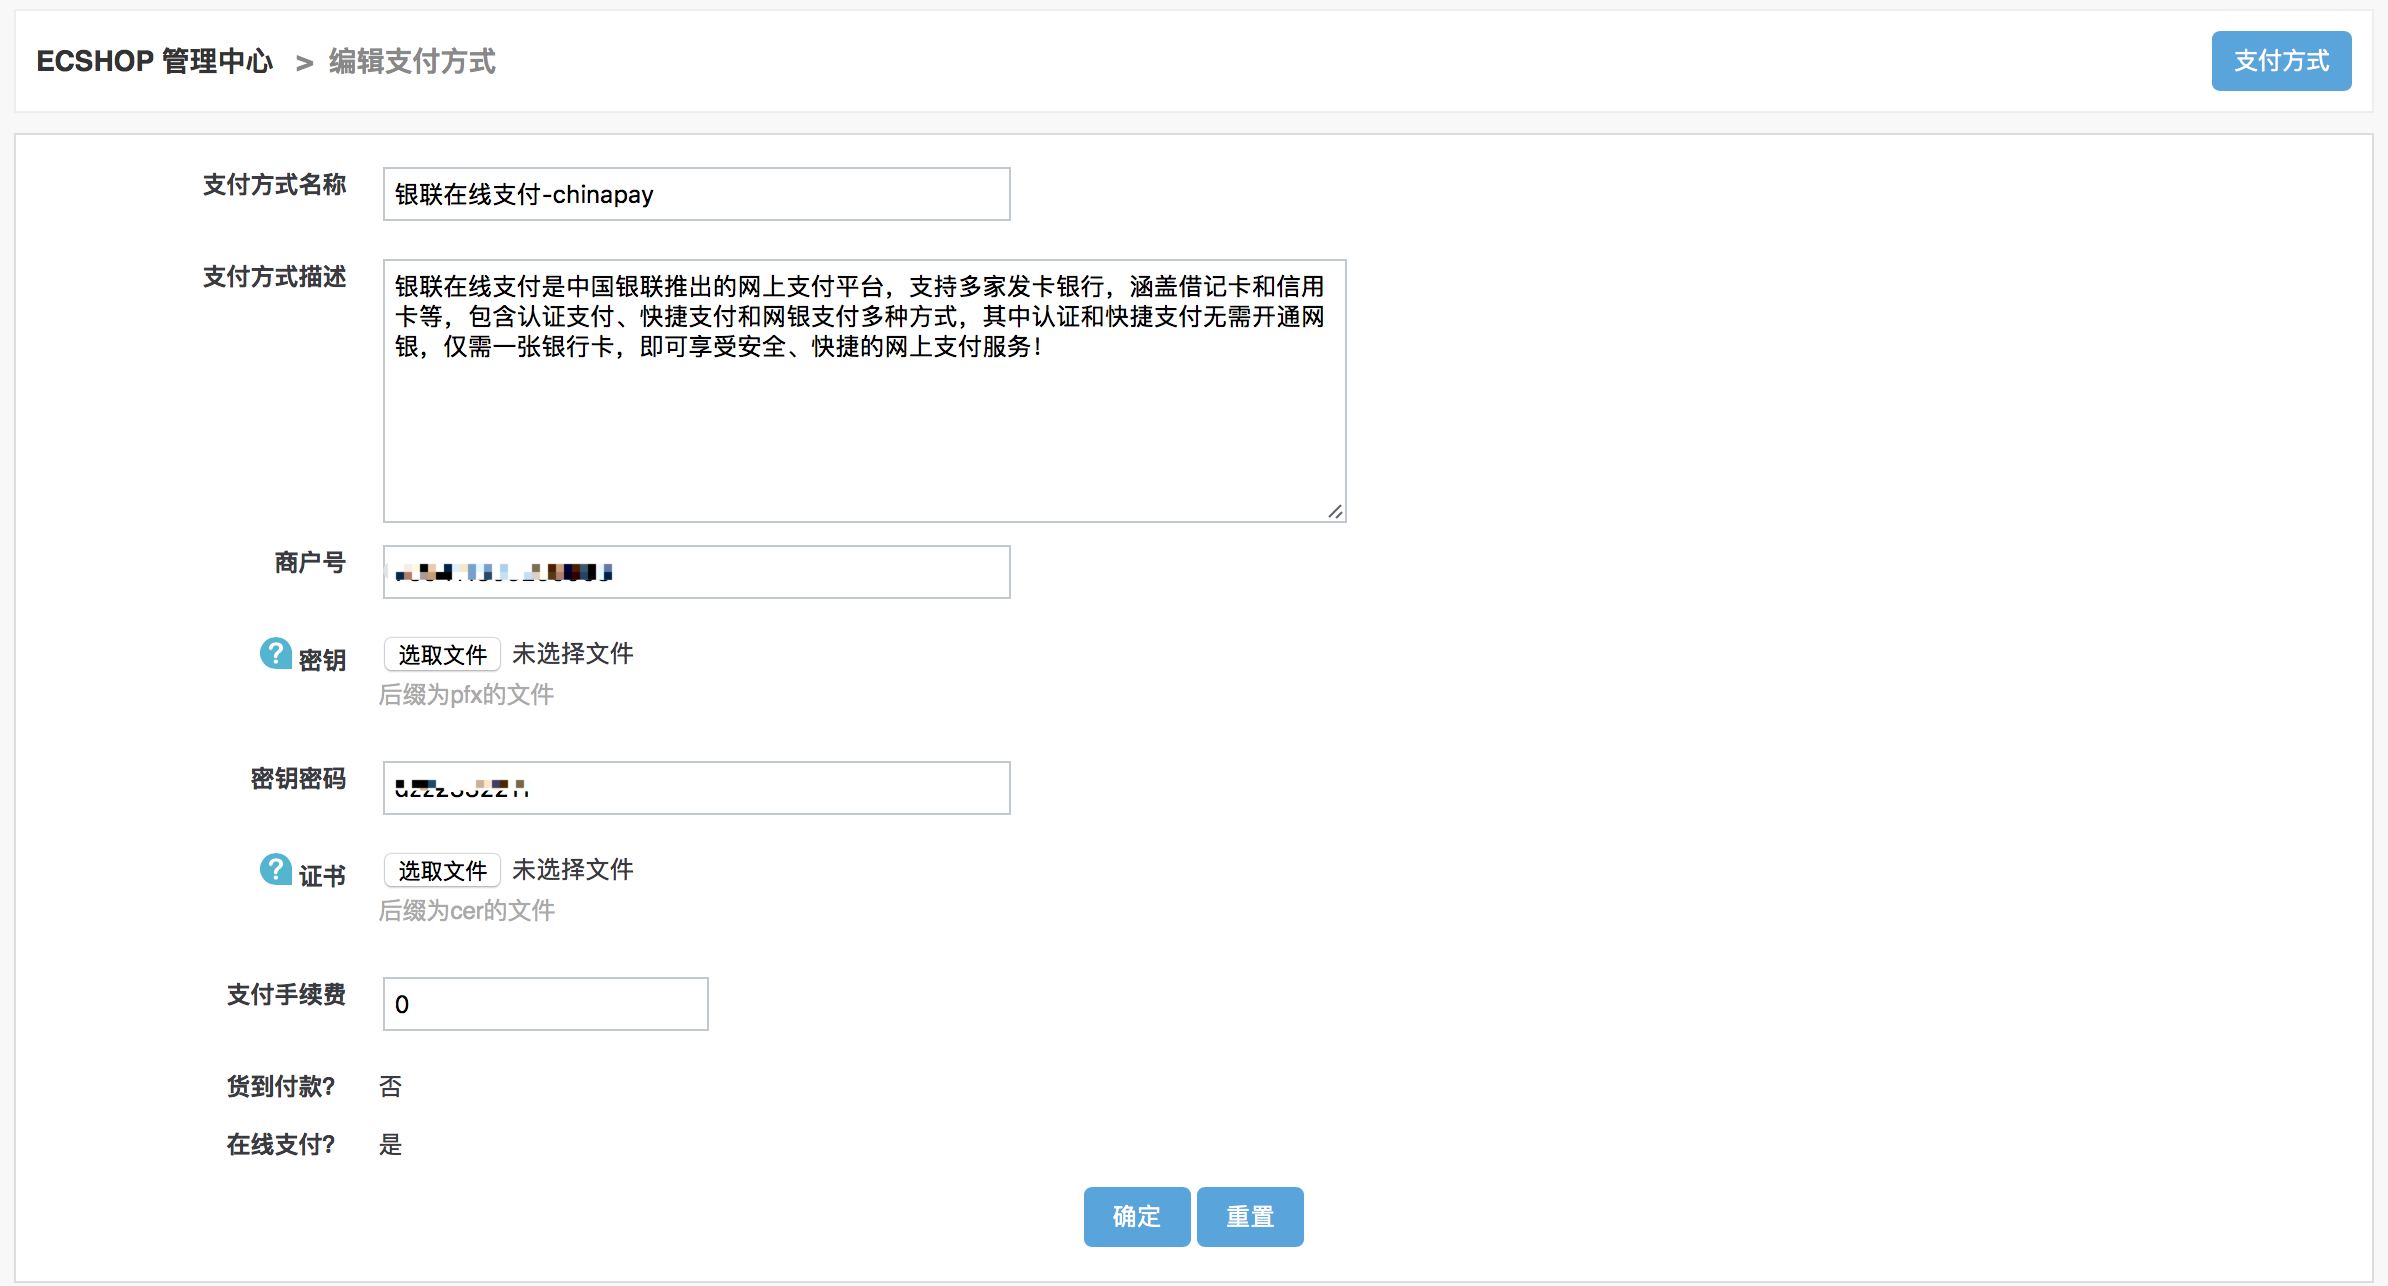 ECSHOP 管理中心 > 编辑支付方式
支付方式
支付方式名称
银联在线支付-chinapay
支付方式描述
银联在线支付是中国银联推出的网上支付平台，支持多家发卡银行，涵盖借记卡和信用
卡等，包含认证支付、快捷支付和网银支付多种方式，其中认证和快捷支付无需开通网
银，仅需一张银行卡，即可享受安全、快捷的网上支付服务！
商户号
? 密钥
选取文件 未选择文件
后缀为pfx的文件
密钥密码
? 证书
选取文件 未选择文件
后缀为cer的文件
支付手续费
0
货到付款? 否
在线支付? 是
确定 重置